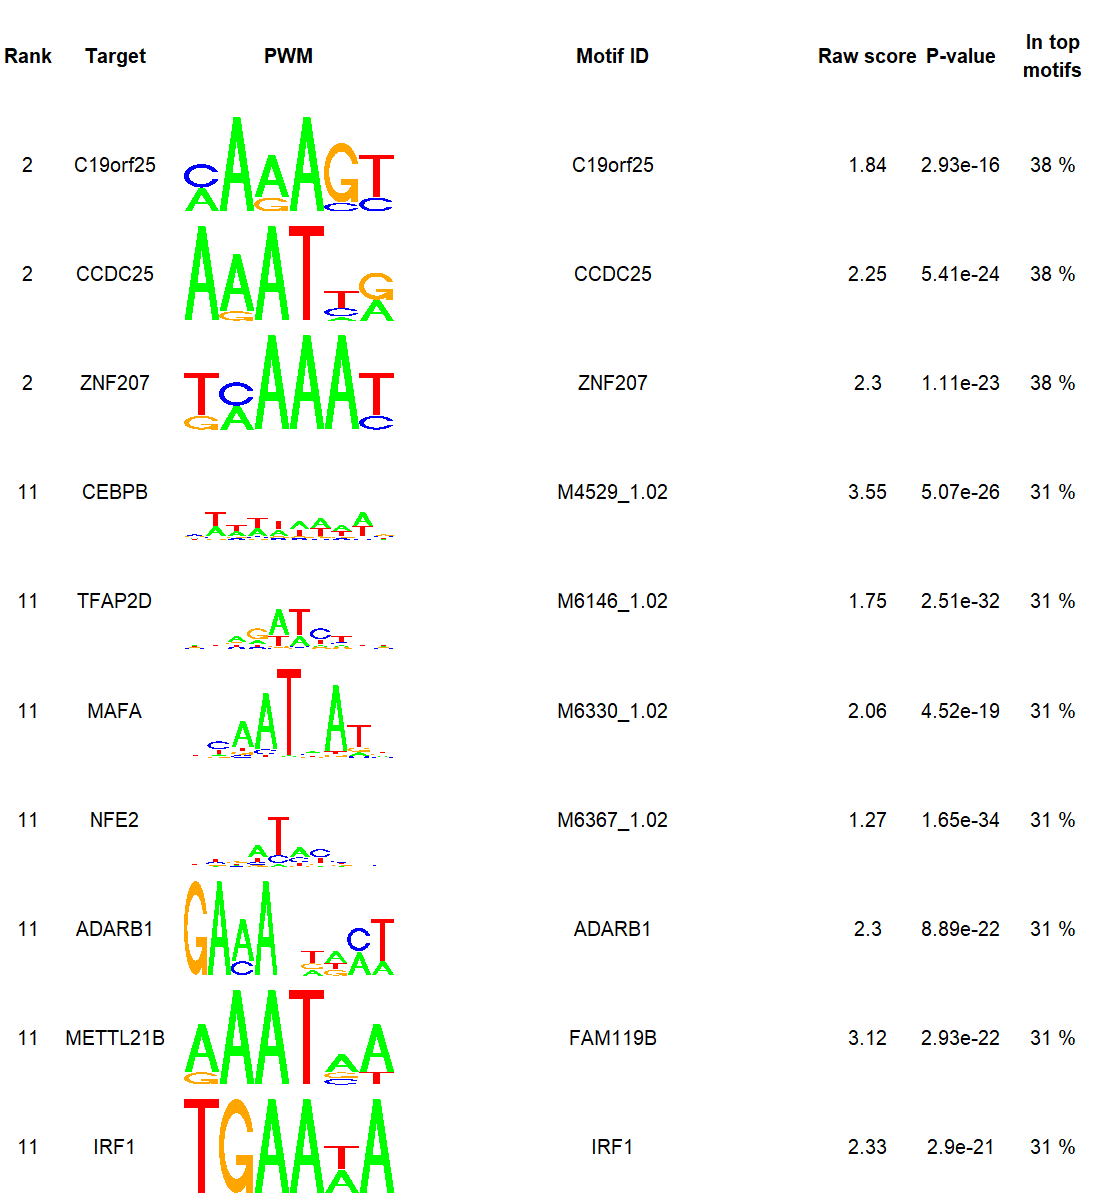 Rank Target PWM Motif ID Raw score P-value In top motifs
2 C19orf25 C19orf25 1.84 2.93e-16 38 %
2 CCDC25 CCDC25 2.25 5.41e-24 38 %
2 ZNF207 ZNF207 2.3 1.11e-23 38 %
11 CEBPB M4529_1.02 3.55 5.07e-26 31 %
11 TFAP2D M6146_1.02 1.75 2.51e-32 31 %
11 MAFA M6330_1.02 2.06 4.52e-19 31 %
11 NFE2 M6367_1.02 1.27 1.65e-34 31 %
11 ADARB1 ADARB1 2.3 8.89e-22 31 %
11 METTL21B FAM119B 3.12 2.93e-22 31 %
11 IRF1 IRF1 2.33 2.9e-21 31 %